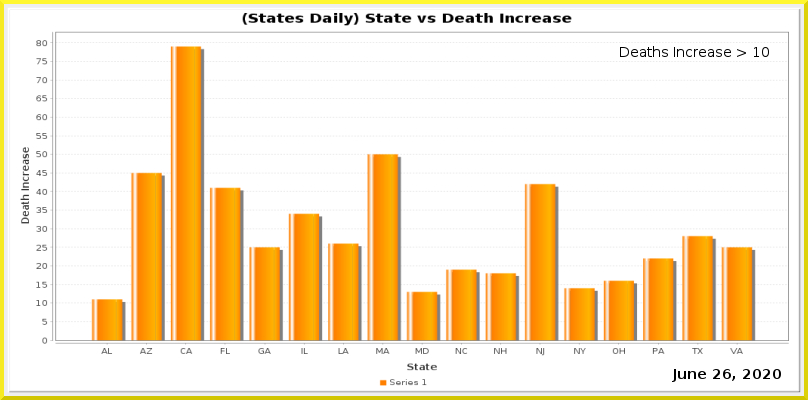 (States Daily) State vs Death Increase
Deaths Increase > 10
Death Increase
80
75
70
65
60
55
50
45
40
35
30
25
20
15
10
5
0
AL AZ CA FL GA IL LA MA MD NC NH NJ NY OH PA TX VA
State
Series 1
June 26, 2020